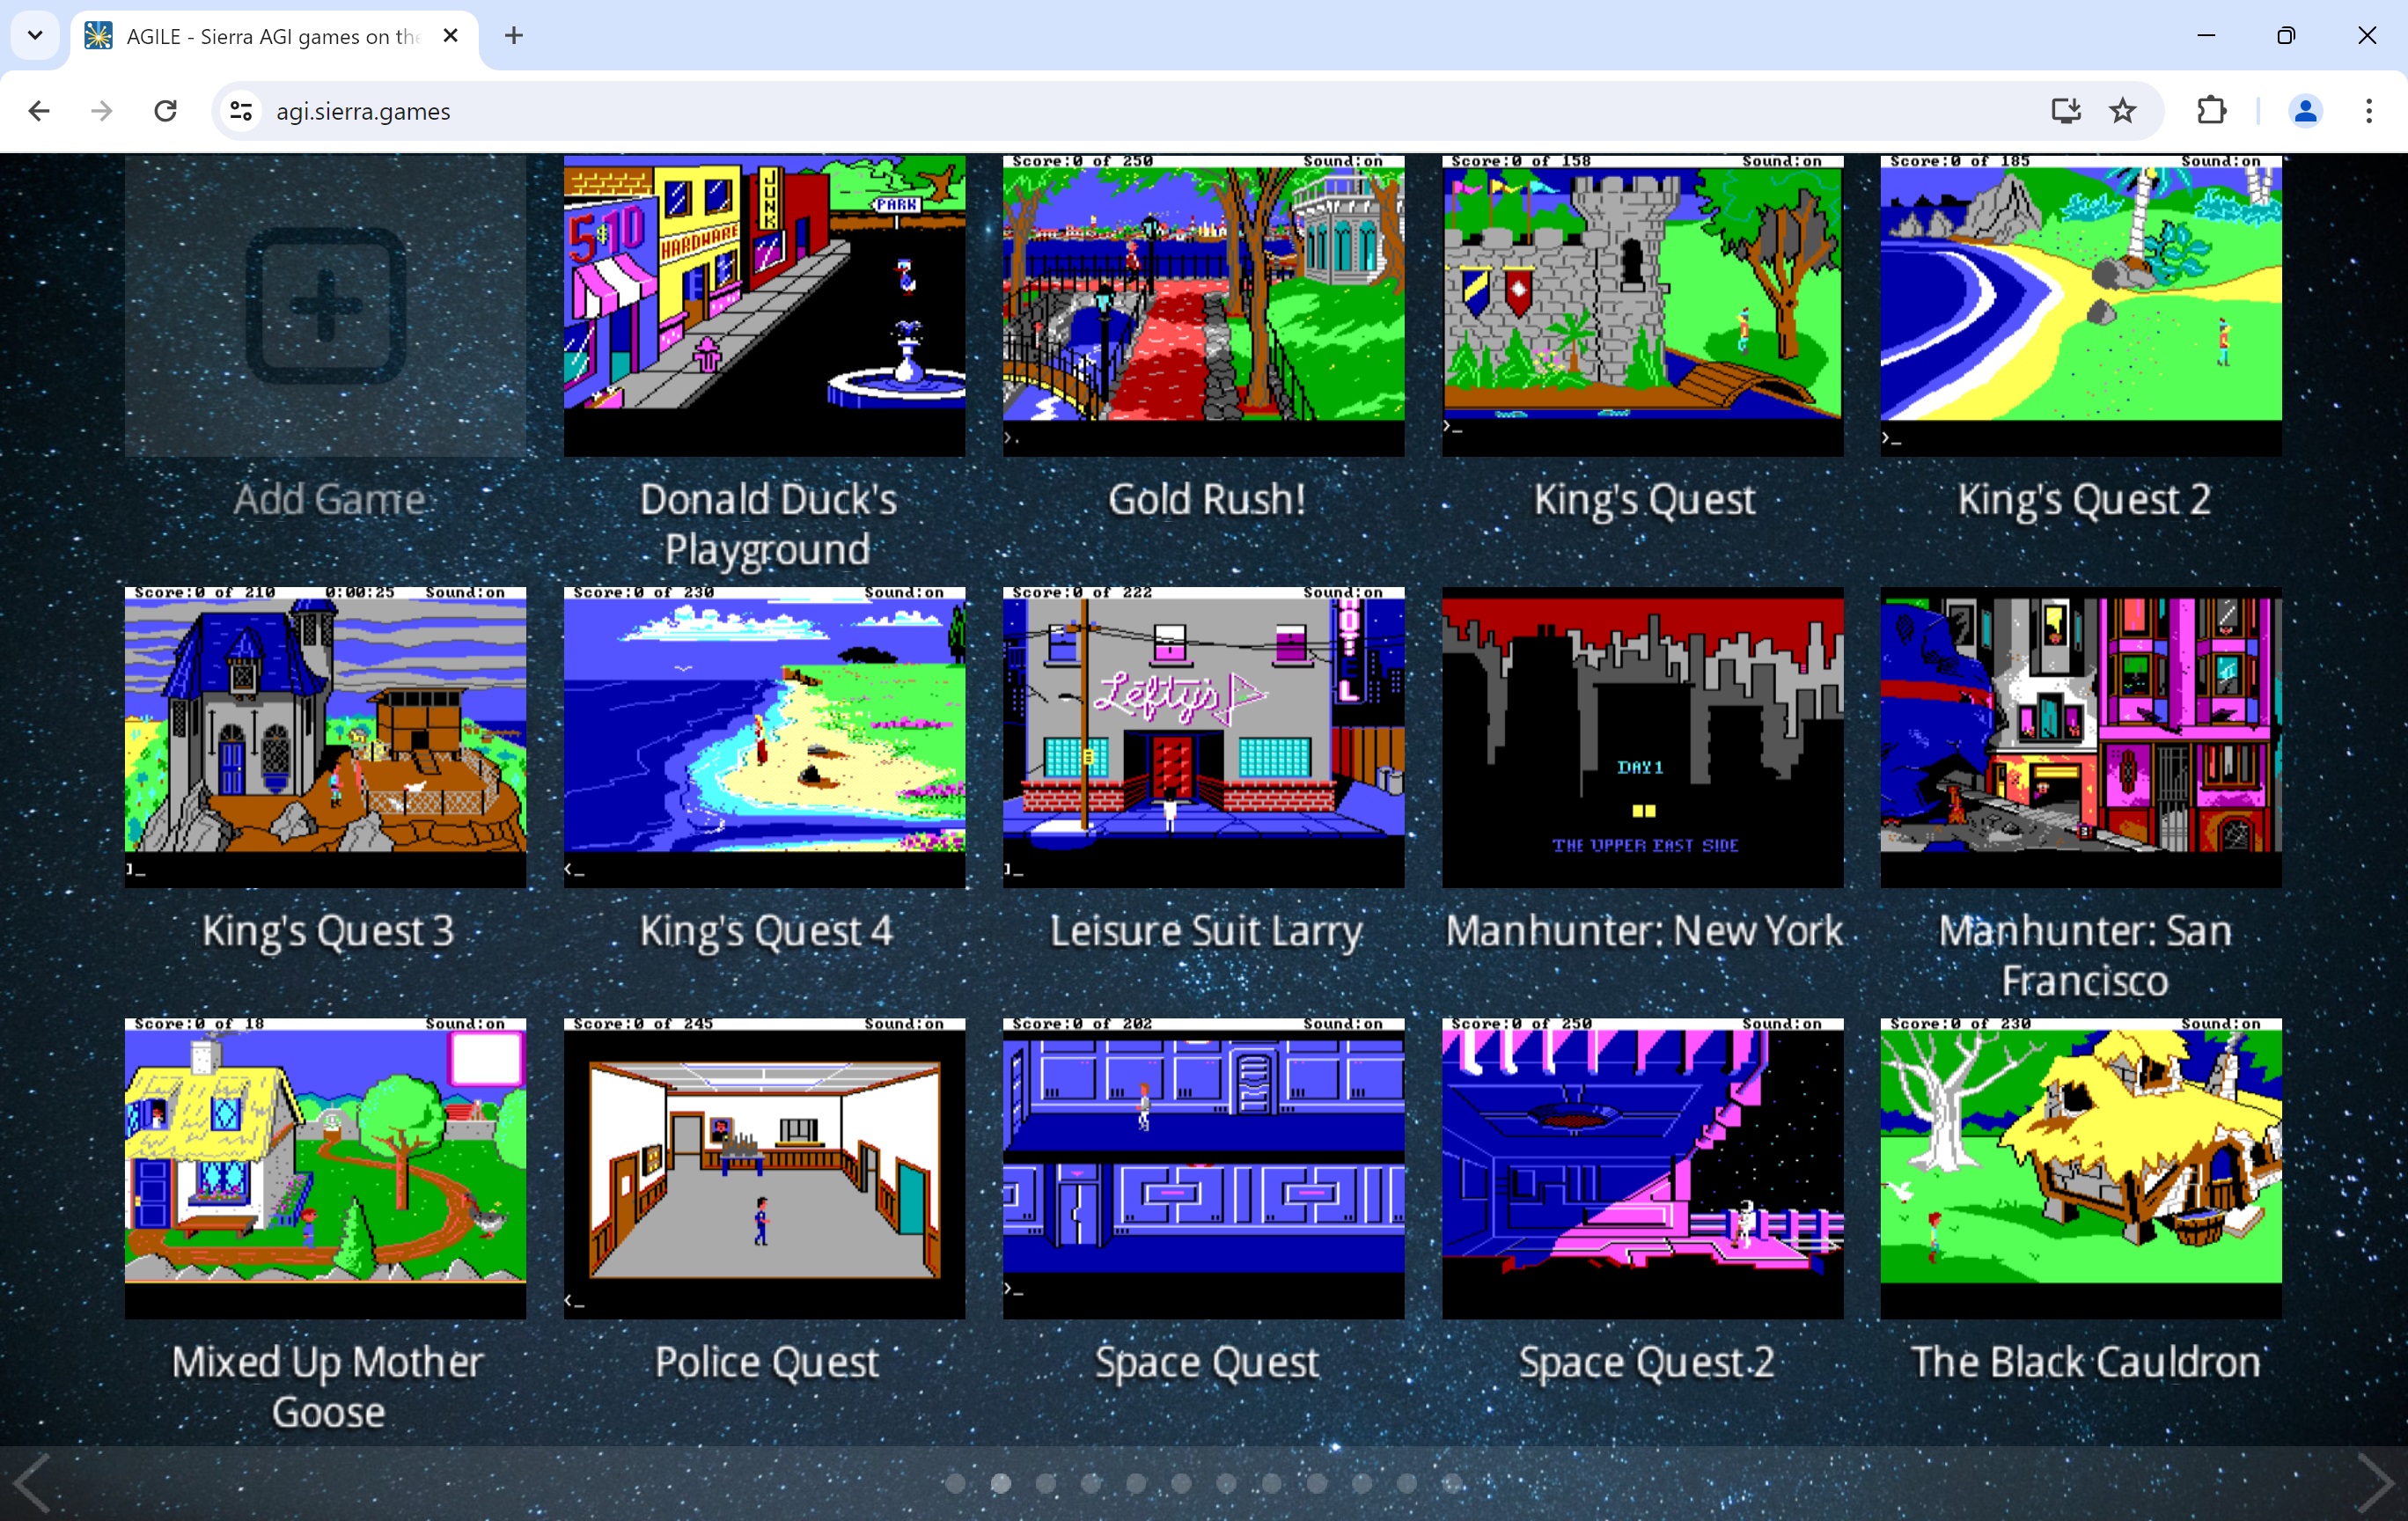 AGILE - Sierra AGI games on the
agi.sierra.games
Score:0 of 250 Sound:on
Score:0 of 158 Sound:on
Score:0 of 185 Sound:on
5¢10
HARDWARE
JUNK
PARK
>.
>_
>_
Add Game
Donald Duck's
Playground
Gold Rush!
King's Quest
King's Quest 2
Score:0 of 210 0:00:25 Sound:on
Score:0 of 230 Sound:on
Score:0 of 222 Sound:on
Lefty's
HOTEL
DAY 1
THE UPPER EAST SIDE
]_
<_
]_
King's Quest 3
King's Quest 4
Leisure Suit Larry
Manhunter: New York
Manhunter: San
Francisco
Score:0 of 18 Sound:on
Score:0 of 245 Sound:on
Score:0 of 202 Sound:on
Score:0 of 250 Sound:on
Score:0 of 230 Sound:on
<_
>_
Mixed Up Mother
Goose
Police Quest
Space Quest
Space Quest 2
The Black Cauldron